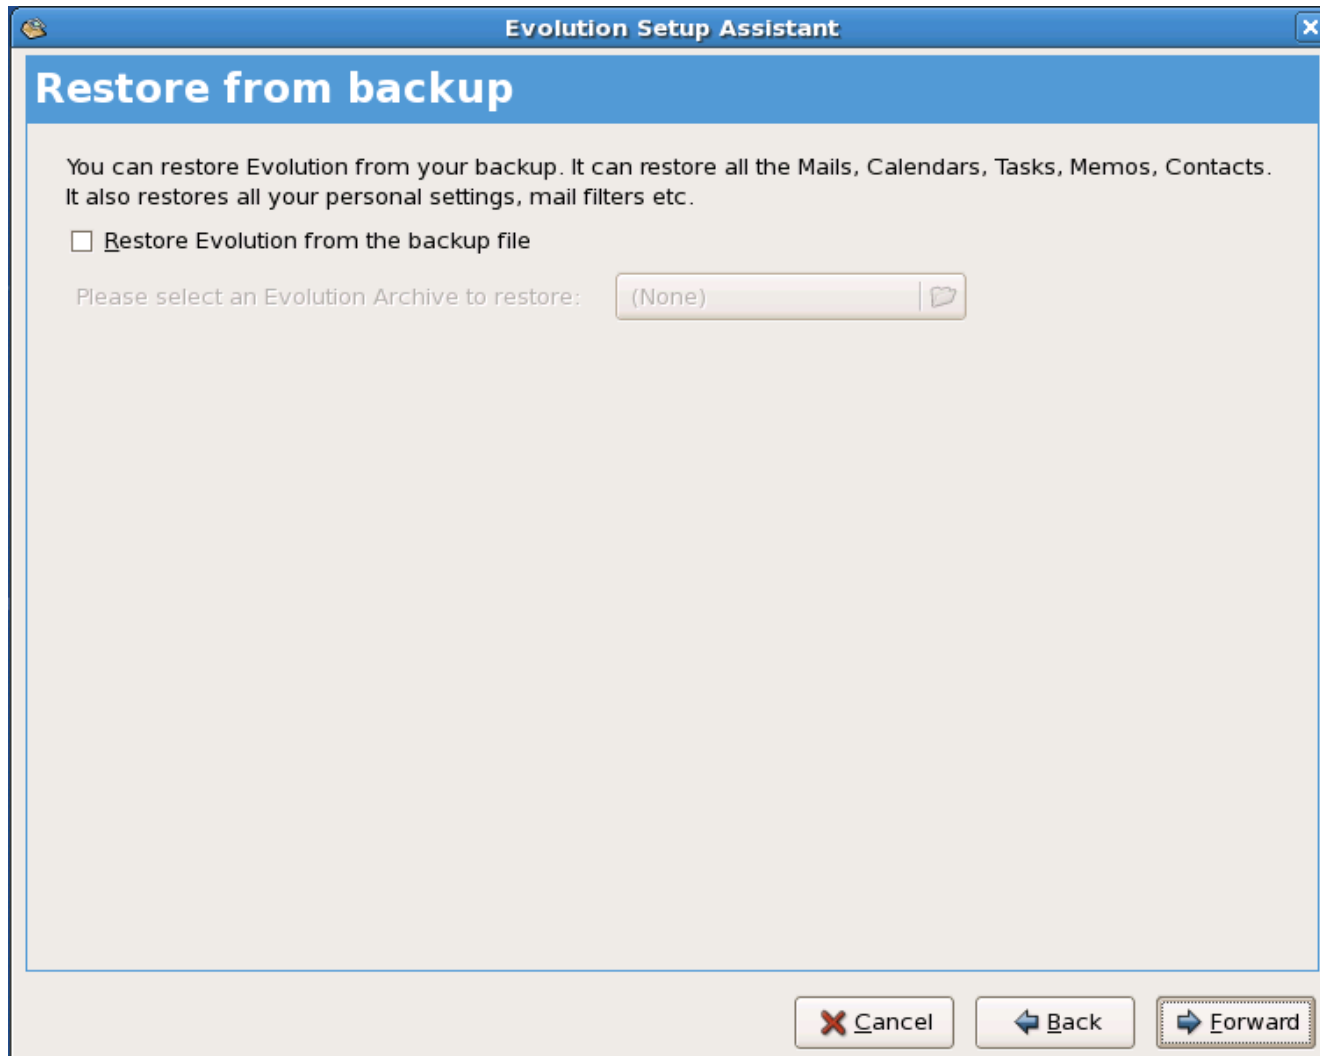 Evolution Setup Assistant
Restore from backup
You can restore Evolution from your backup. It can restore all the Mails, Calendars, Tasks, Memos, Contacts.
It also restores all your personal settings, mail filters etc.
Restore Evolution from the backup file
Please select an Evolution Archive to restore: (None)
Cancel Back Forward